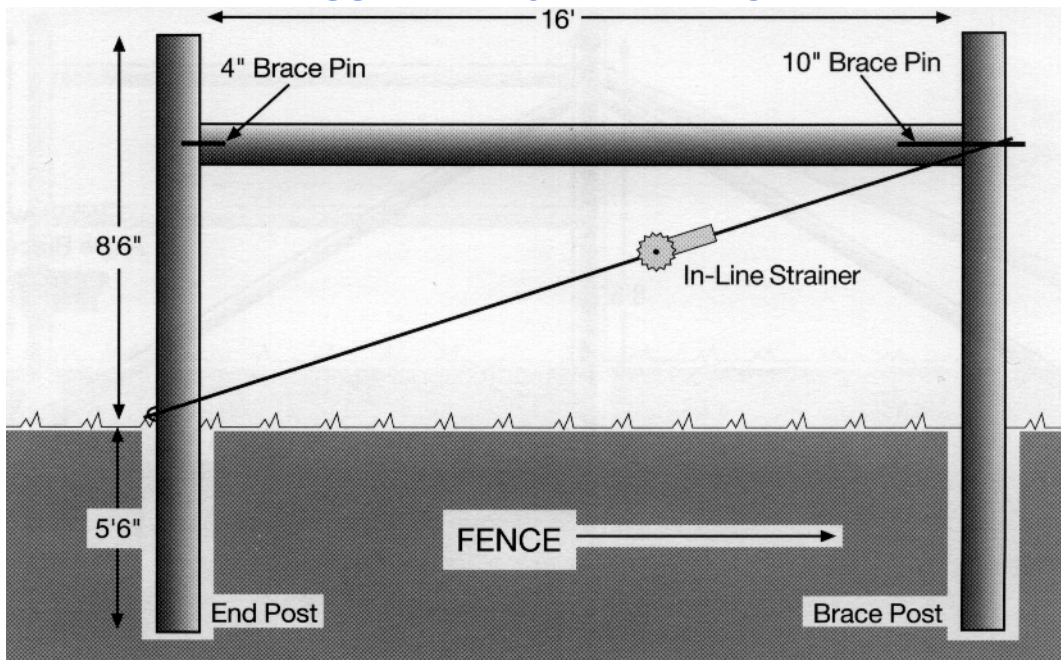 16'
4" Brace Pin
10" Brace Pin
8'6"
In-Line Strainer
5'6"
FENCE
End Post
Brace Post